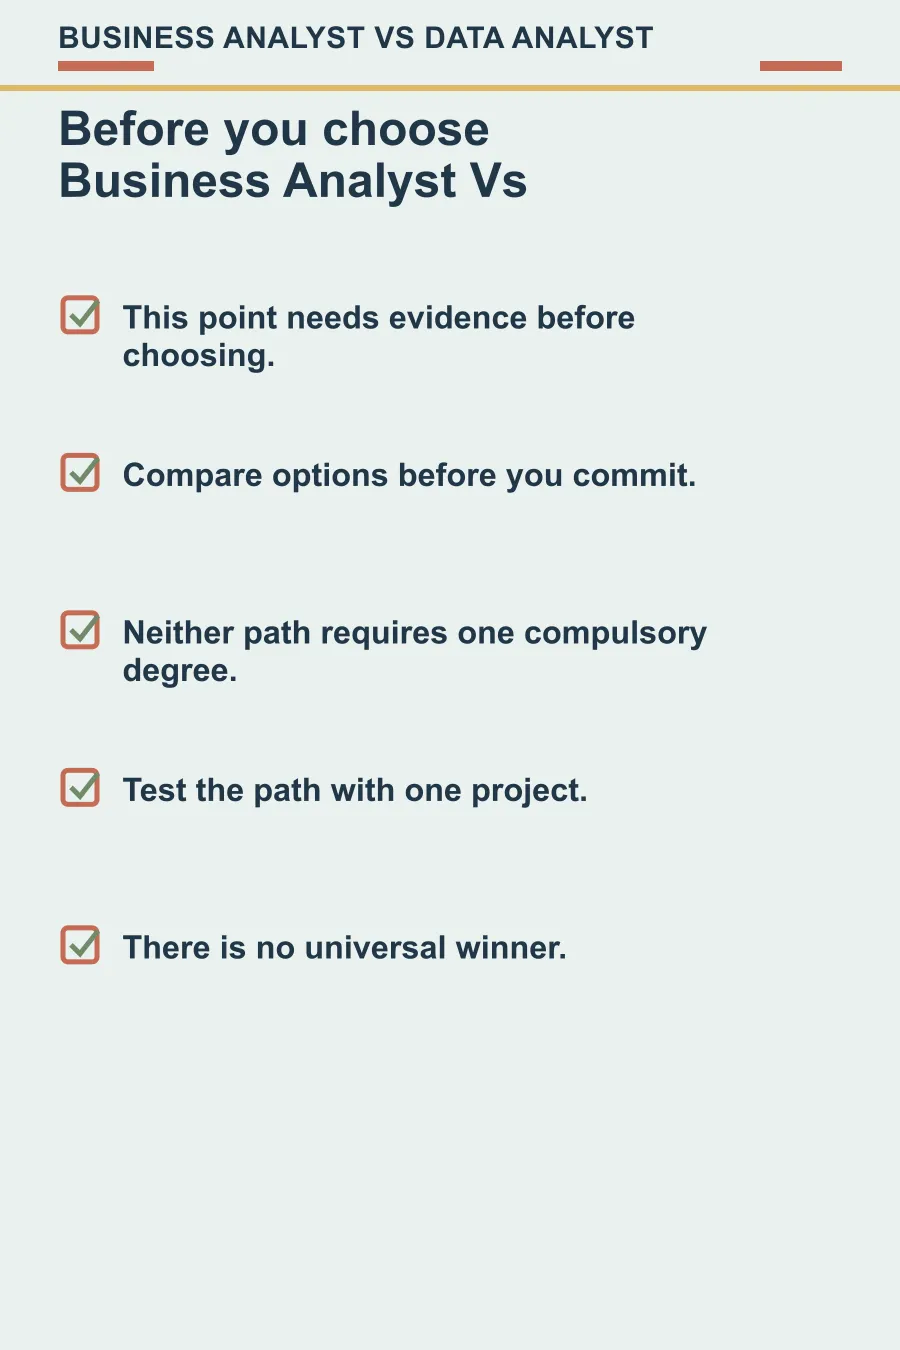 BUSINESS ANALYST VS DATA ANALYST
Before you choose
Business Analyst Vs
This point needs evidence before
choosing.
Compare options before you commit.
Neither path requires one compulsory
degree.
Test the path with one project.
There is no universal winner.